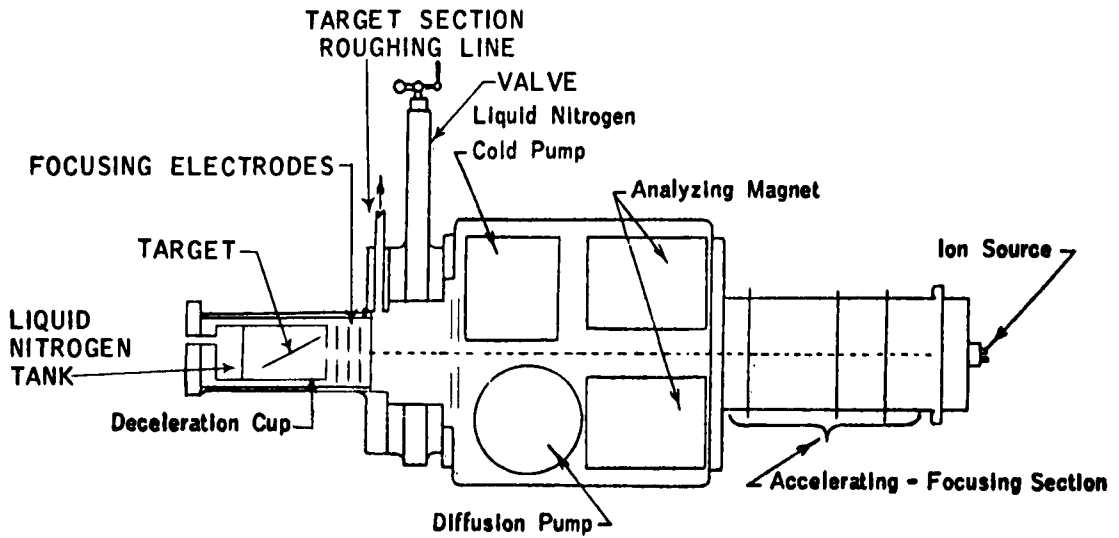 TARGET SECTION
ROUGHING LINE
VALVE
Liquid Nitrogen
Cold Pump
FOCUSING ELECTRODES
Analyzing Magnet
TARGET
Ion Source
LIQUID
NITROGEN
TANK
Deceleration Cup
Accelerating - Focusing Section
Diffusion Pump